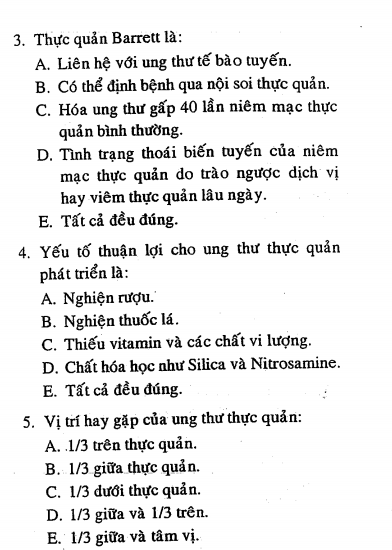 3. Thực quản Barrett là:
A. Liên hệ với ung thư tế bào tuyến.
B. Có thể định bệnh qua nội soi thực quản.
C. Hóa ung thư gấp 40 lần niêm mạc thực
quản bình thường.
D. Tình trạng thoái biến tuyến của niêm
mạc thực quản do trào ngược dịch vị
hay viêm thực quản lâu ngày.
E. Tất cả đều đúng.
4. Yếu tố thuận lợi cho ung thư thực quản
phát triển là:
A. Nghiện rượu.
B. Nghiện thuốc lá.
C. Thiếu vitamin và các chất vi lượng.
D. Chất hóa học như Silica và Nitrosamine.
E. Tất cả đều đúng.
5. Vị trí hay gặp của ung thư thực quản:
A. 1/3 trên thực quản.
B. 1/3 giữa thực quản.
C. 1/3 dưới thực quản.
D. 1/3 giữa và 1/3 trên.
E. 1/3 giữa và tâm vị.